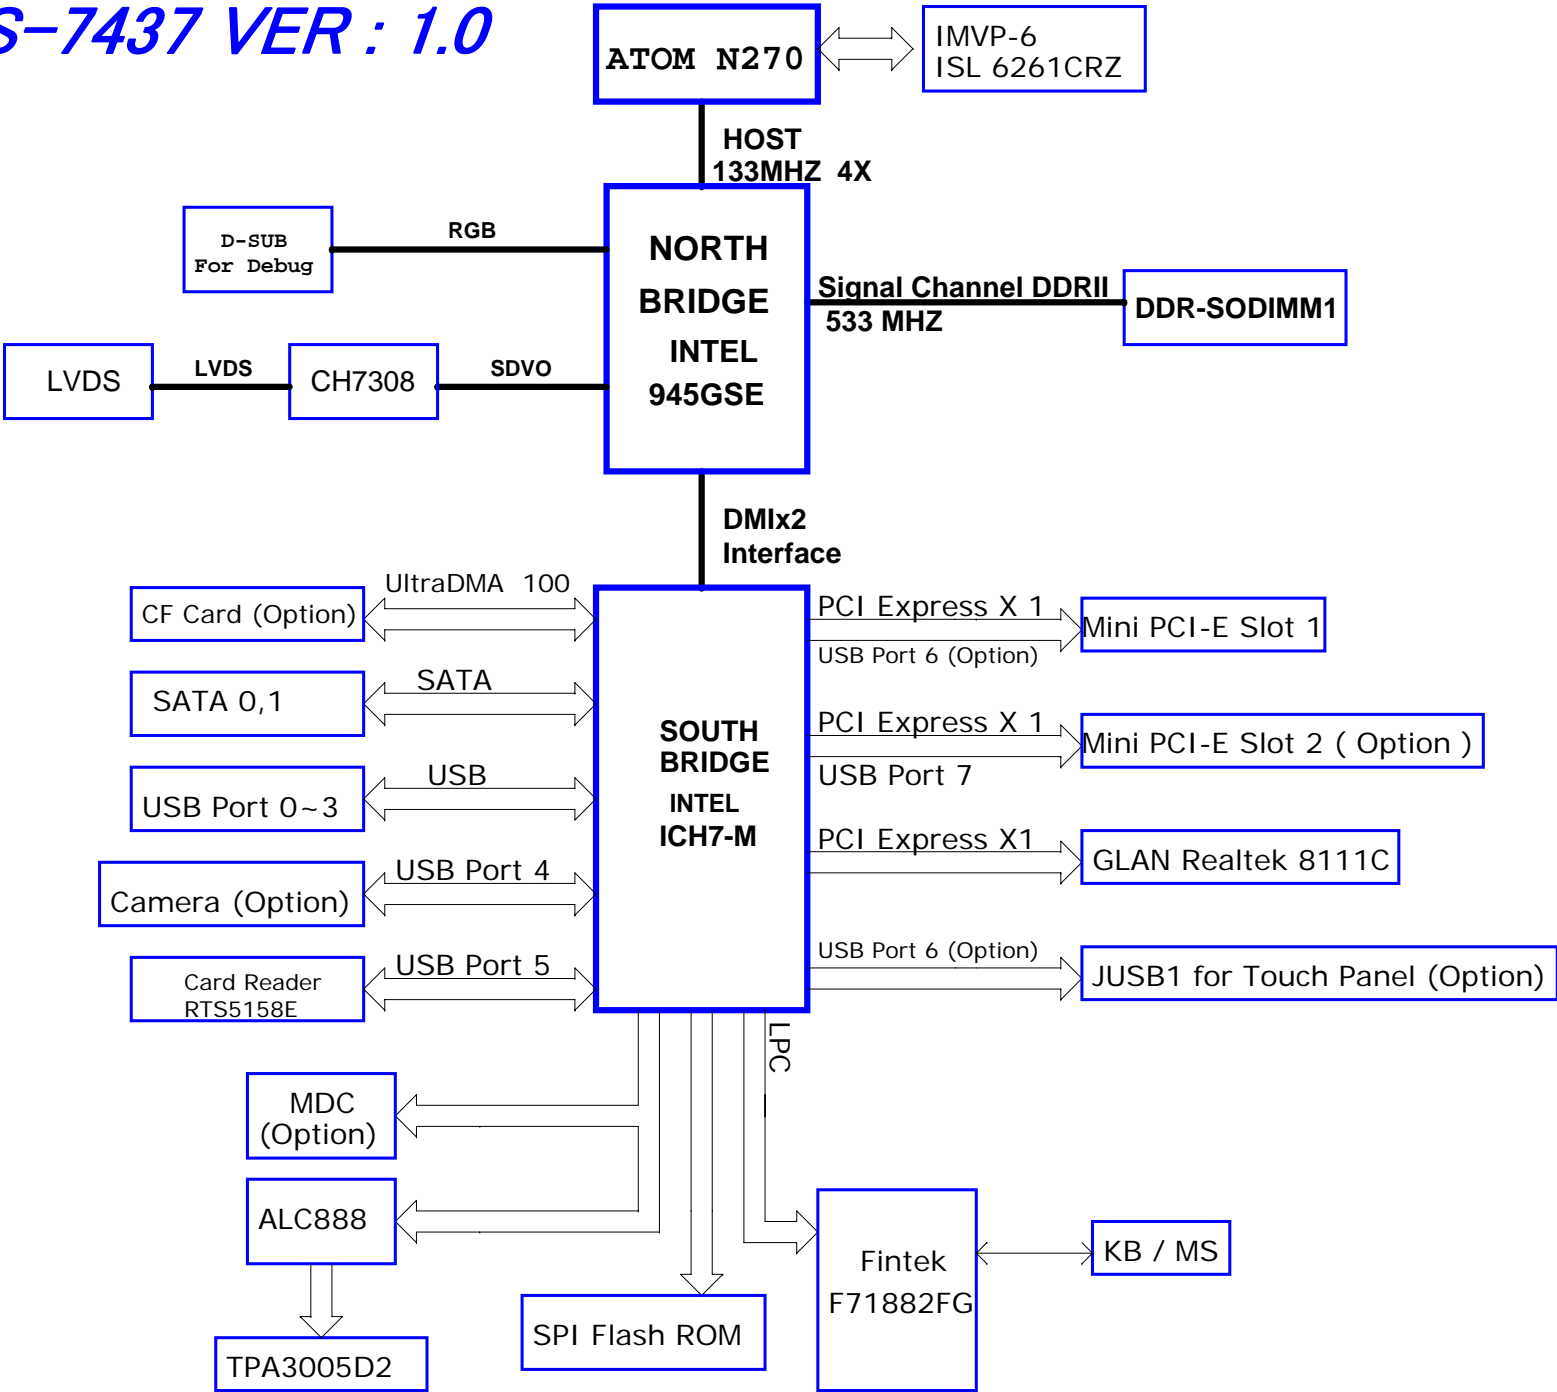 S-7437 VER : 1.0
ATOM N270
IMVP-6
ISL 6261CRZ
HOST
133MHZ 4X
D-SUB
For Debug
RGB
NORTH
BRIDGE
INTEL
945GSE
Signal Channel DDRII
533 MHZ
DDR-SODIMM1
LVDS
LVDS
CH7308
SDVO
DMIx2
Interface
CF Card (Option)
UltraDMA 100
SATA 0,1
SATA
USB Port 0~3
USB
Camera (Option)
USB Port 4
Card Reader
RTS5158E
USB Port 5
SOUTH
BRIDGE
INTEL
ICH7-M
PCI Express X 1
USB Port 6 (Option)
Mini PCI-E Slot 1
PCI Express X 1
USB Port 7
Mini PCI-E Slot 2 ( Option )
PCI Express X1
GLAN Realtek 8111C
USB Port 6 (Option)
JUSB1 for Touch Panel (Option)
LPC
MDC
(Option)
ALC888
TPA3005D2
SPI Flash ROM
Fintek
F71882FG
KB / MS